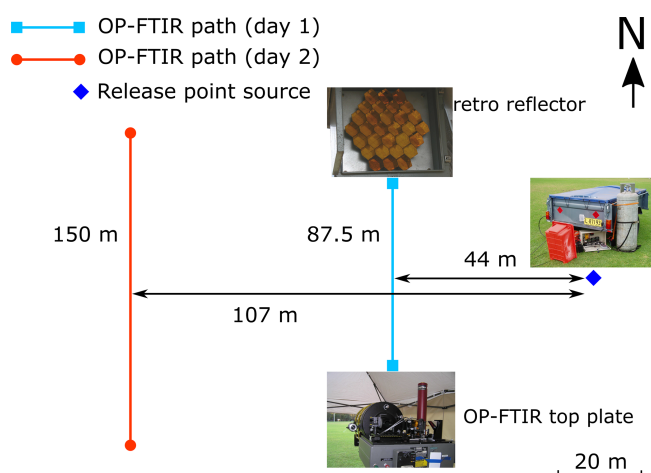 OP-FTIR path (day 1)
OP-FTIR path (day 2)
Release point source
N
retro reflector
150 m
87.5 m
44 m
107 m
OP-FTIR top plate
20 m